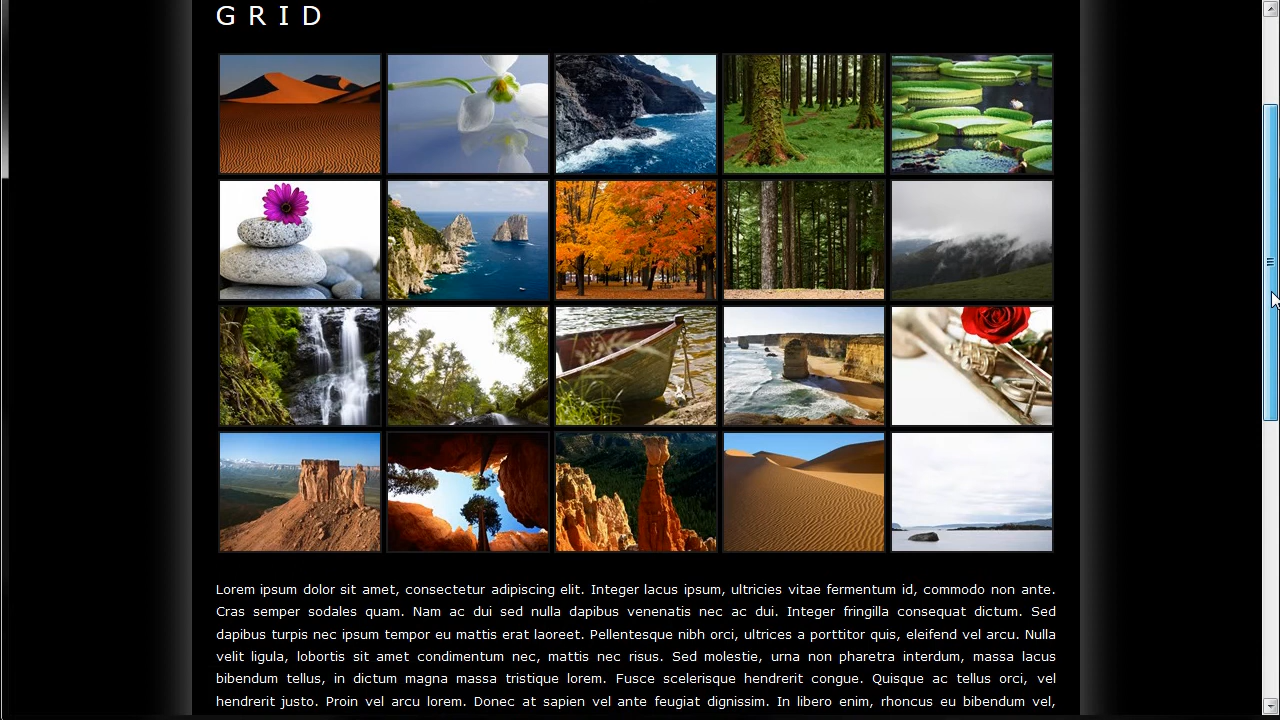 GRID
Lorem ipsum dolor sit amet, consectetur adipiscing elit. Integer lacus ipsum, ultricies vitae fermentum id, commodo non ante.
Cras semper sodales quam. Nam ac dui sed nulla dapibus venenatis nec ac dui. Integer fringilla consequat dictum. Sed
dapibus turpis nec ipsum tempor eu mattis erat laoreet. Pellentesque nibh orci, ultrices a porttitor quis, eleifend vel arcu. Nulla
velit ligula, lobortis sit amet condimentum nec, mattis nec risus. Sed molestie, urna non pharetra interdum, massa lacus
bibendum tellus, in dictum magna massa tristique lorem. Fusce scelerisque hendrerit congue. Quisque ac tellus orci, vel
hendrerit justo. Proin vel arcu lorem. Donec at sapien vel ante feugiat dignissim. In libero enim, rhoncus eu bibendum vel,